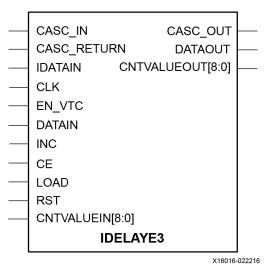 CASC_IN CASC_OUT
CASC_RETURN DATAOUT
IDATAIN CNTVALUEOUT[8:0]
CLK
EN_VTC
DATAIN
INC
CE
LOAD
RST
CNTVALUEIN[8:0]
IDELAYE3
X16016-022216